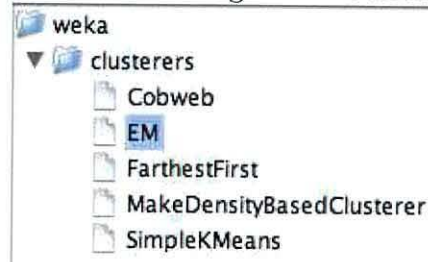 weka
clusterers
Cobweb
EM
FarthestFirst
MakeDensityBasedClusterer
SimpleKMeans